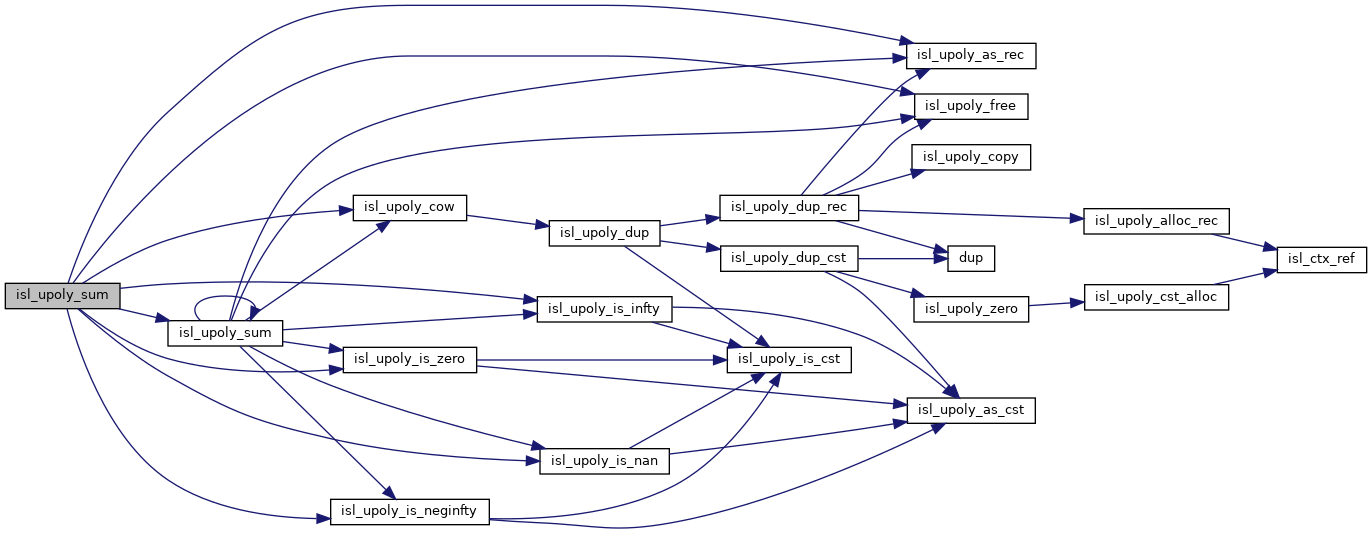 isl_upoly_as_rec
isl_upoly_free
isl_upoly_copy
isl_upoly_cow
isl_upoly_dup_rec
isl_upoly_alloc_rec
isl_upoly_dup
isl_upoly_dup_cst
dup
isl_ctx_ref
isl_upoly_sum
isl_upoly_is_infty
isl_upoly_zero
isl_upoly_cst_alloc
isl_upoly_sum
isl_upoly_is_zero
isl_upoly_is_cst
isl_upoly_as_cst
isl_upoly_is_nan
isl_upoly_is_neginfty